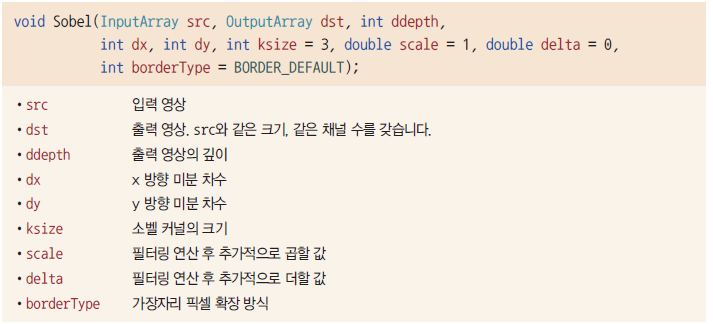 void Sobel(InputArray src, OutputArray dst, int ddepth,
int dx, int dy, int ksize = 3, double scale = 1, double delta = 0,
int borderType = BORDER_DEFAULT);
• src 입력 영상
• dst 출력 영상. src와 같은 크기, 같은 채널 수를 갖습니다.
• ddepth 출력 영상의 깊이
• dx x 방향 미분 차수
• dy y 방향 미분 차수
• ksize 소벨 커널의 크기
• scale 필터링 연산 후 추가적으로 곱할 값
• delta 필터링 연산 후 추가적으로 더할 값
• borderType 가장자리 픽셀 확장 방식